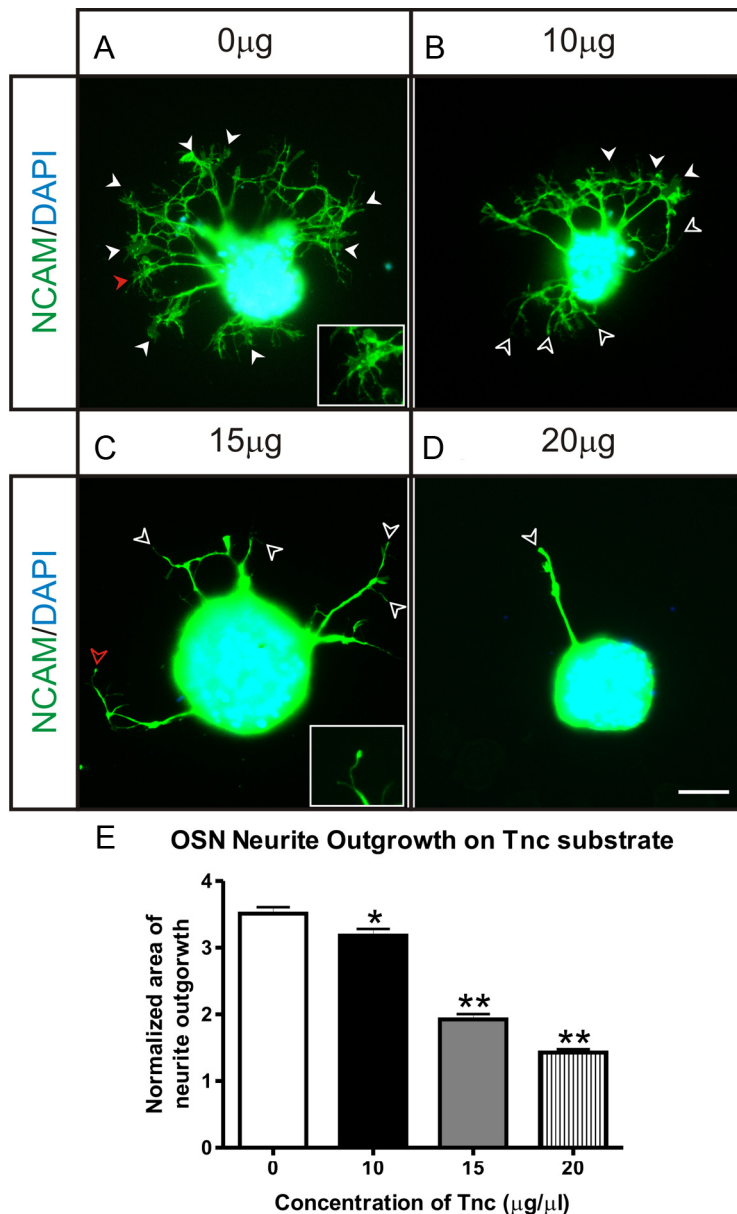 A 0μg
B 10μg
NCAM/DAPI
C 15μg
D 20μg
NCAM/DAPI
E OSN Neurite Outgrowth on Tnc substrate
Normalized area of
neurite outgorwth
4
3
2
1
0
*
**
**
0 10 15 20
Concentration of Tnc (μg/μl)